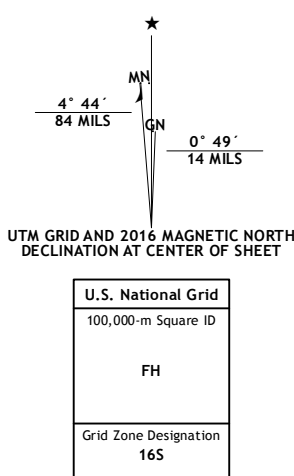 ★
MN
4° 44´
84 MILS
GN
0° 49´
14 MILS
UTM GRID AND 2016 MAGNETIC NORTH
DECLINATION AT CENTER OF SHEET
U.S. National Grid
100,000-m Square ID
FH
Grid Zone Designation
16S